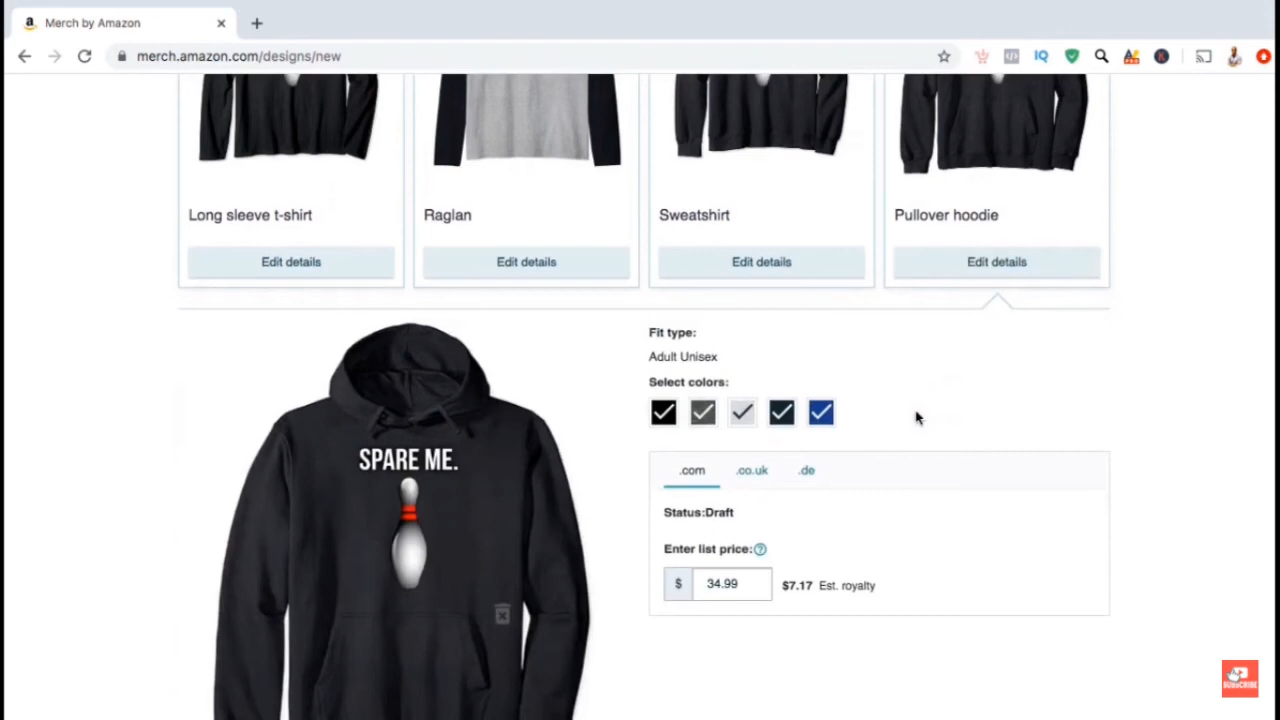 Merch by Amazon
merch.amazon.com/designs/new
Long sleeve t-shirt
Raglan
Sweatshirt
Pullover hoodie
Edit details
Edit details
Edit details
Edit details
Fit type:
Adult Unisex
Select colors:
SPARE ME.
.com
.co.uk
.de
Status:Draft
Enter list price:
$ 34.99
$7.17 Est. royalty
IQ
SUBSCRIBE